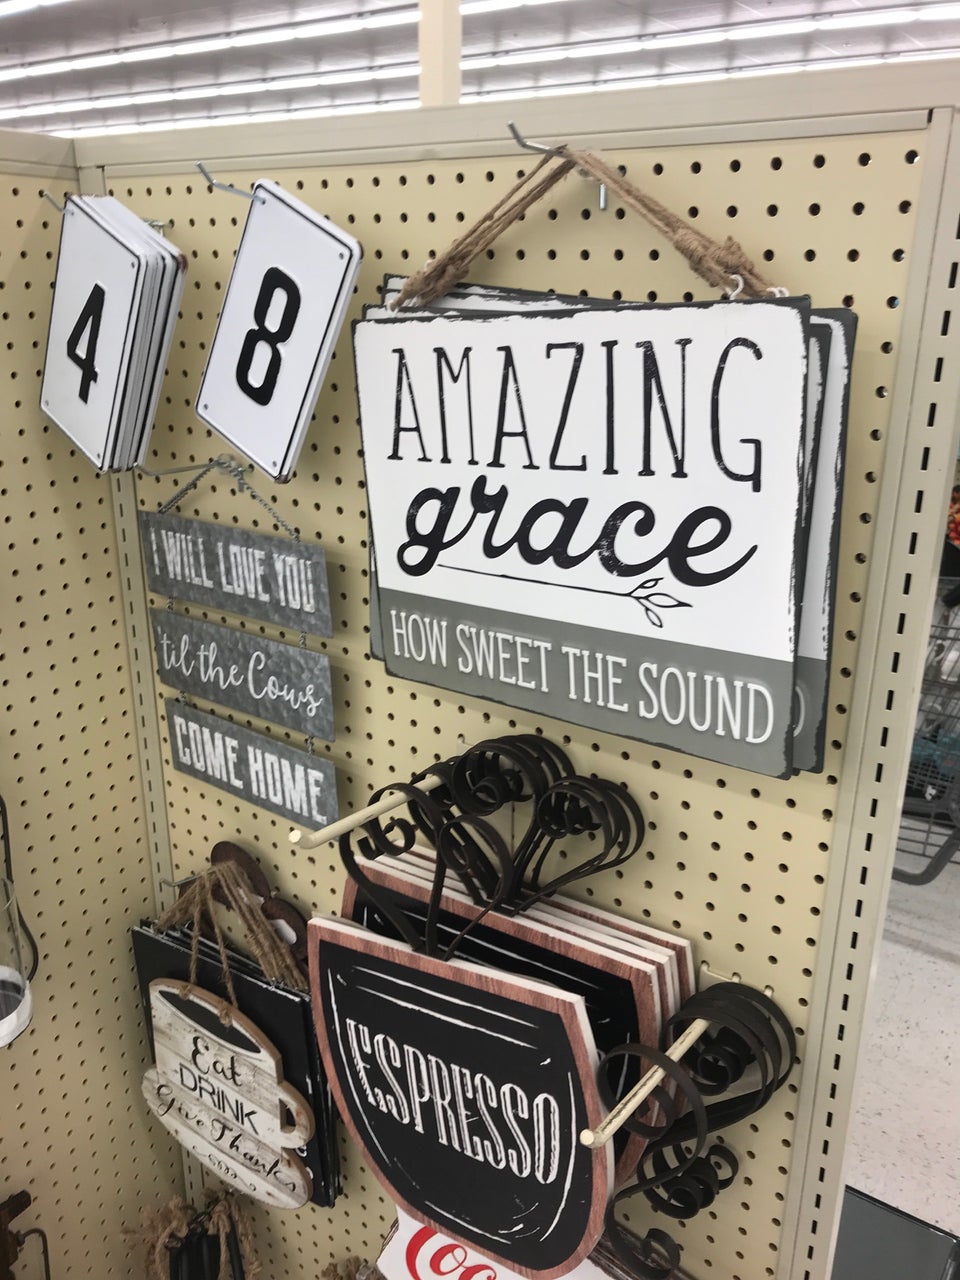 4
8
AMAZING
grace
HOW SWEET THE SOUND
I WILL LOVE YOU
'til the Cows
COME HOME
ESPRESSO
Eat
DRINK
Give Thanks